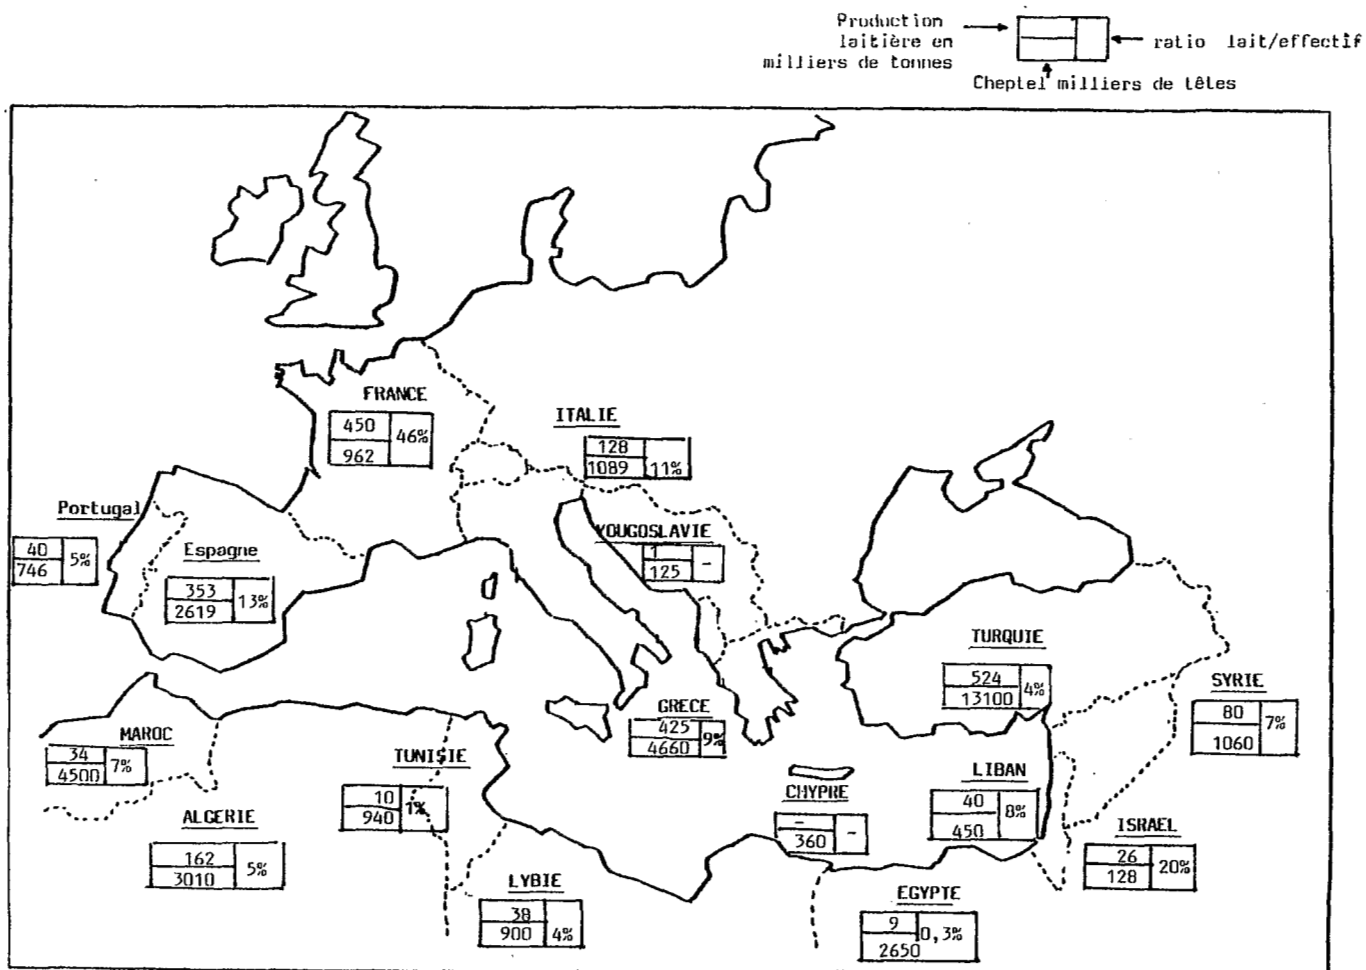 Production
laitière en
milliers de tonnes
ratio lait/effectif
Cheptel milliers de têtes
FRANCE
450
46%
962
ITALIE
128
1089
11%
Portugal
40
5%
746
Espagne
353
13%
2619
YOUGOSLAVIE
1
-
125
TURQUIE
524
4%
13100
SYRIE
80
7%
1060
GRECE
425
9%
4660
MAROC
34
7%
4500
TUNISIE
10
1%
940
CHYPRE
-
-
360
LIBAN
40
8%
450
ALGERIE
162
5%
3010
ISRAEL
26
20%
128
LYBIE
38
900
4%
EGYPTE
9
0,3%
2650